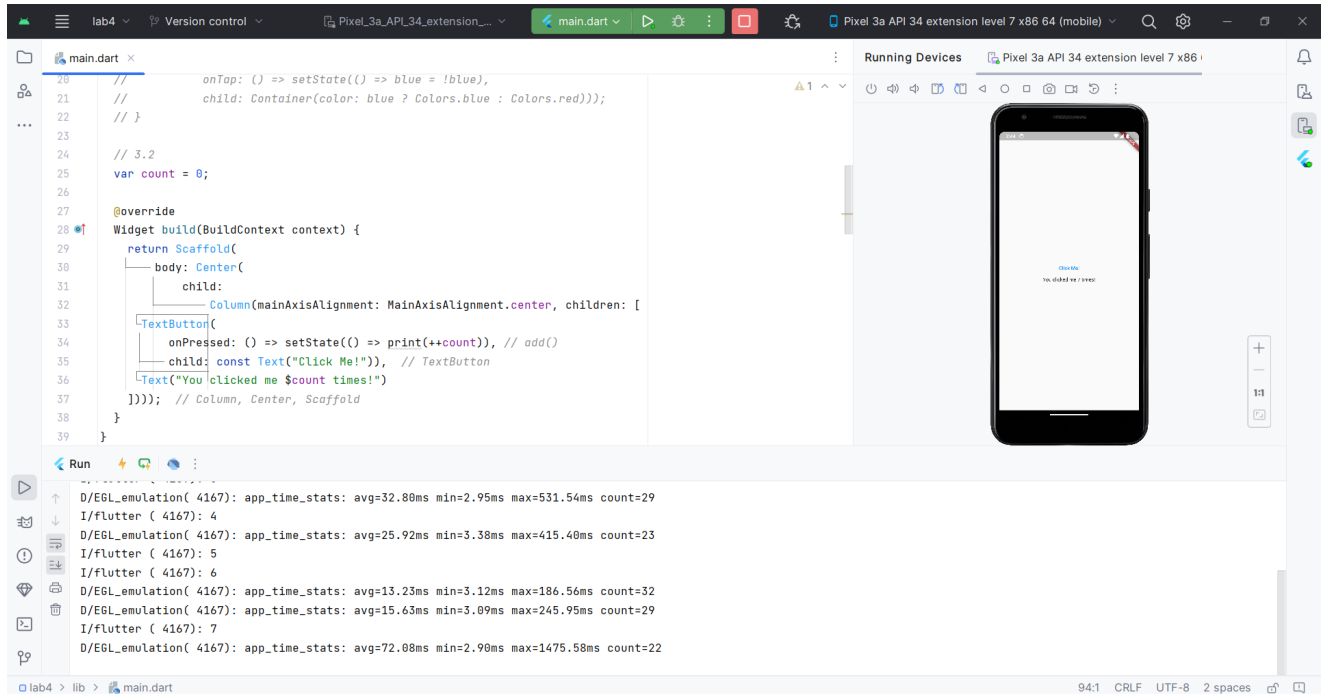 lab4 Version control Pixel_3a_API_34_extension_... main.dart Pixel 3a API 34 extension level 7 x86 64 (mobile)
main.dart
Running Devices Pixel 3a API 34 extension level 7 x86
20 // onTap: () => setState(() => blue = !blue),
1
21 // child: Container(color: blue ? Colors.blue : Colors.red)));
22 // }
23
24 // 3.2
25 var count = 0;
26
27 @override
28 Widget build(BuildContext context) {
29 return Scaffold(
30 body: Center(
31 child:
32 Column(mainAxisAlignment: MainAxisAlignment.center, children: [
33 TextButton(
34 onPressed: () => setState(() => print(++count)), // add()
35 child: const Text("Click Me!")), // TextButton
36 Text("You clicked me $count times!")
37 ]))); // Column, Center, Scaffold
38 }
39 }
Click Me!
You clicked me 7 times!
1:1
Run
D/EGL_emulation( 4167): app_time_stats: avg=32.80ms min=2.95ms max=531.54ms count=29
I/flutter ( 4167): 4
D/EGL_emulation( 4167): app_time_stats: avg=25.92ms min=3.38ms max=415.40ms count=23
I/flutter ( 4167): 5
I/flutter ( 4167): 6
D/EGL_emulation( 4167): app_time_stats: avg=13.23ms min=3.12ms max=186.56ms count=32
D/EGL_emulation( 4167): app_time_stats: avg=15.63ms min=3.09ms max=245.95ms count=29
I/flutter ( 4167): 7
D/EGL_emulation( 4167): app_time_stats: avg=72.08ms min=2.90ms max=1475.58ms count=22
lab4 > lib > main.dart
94:1 CRLF UTF-8 2 spaces